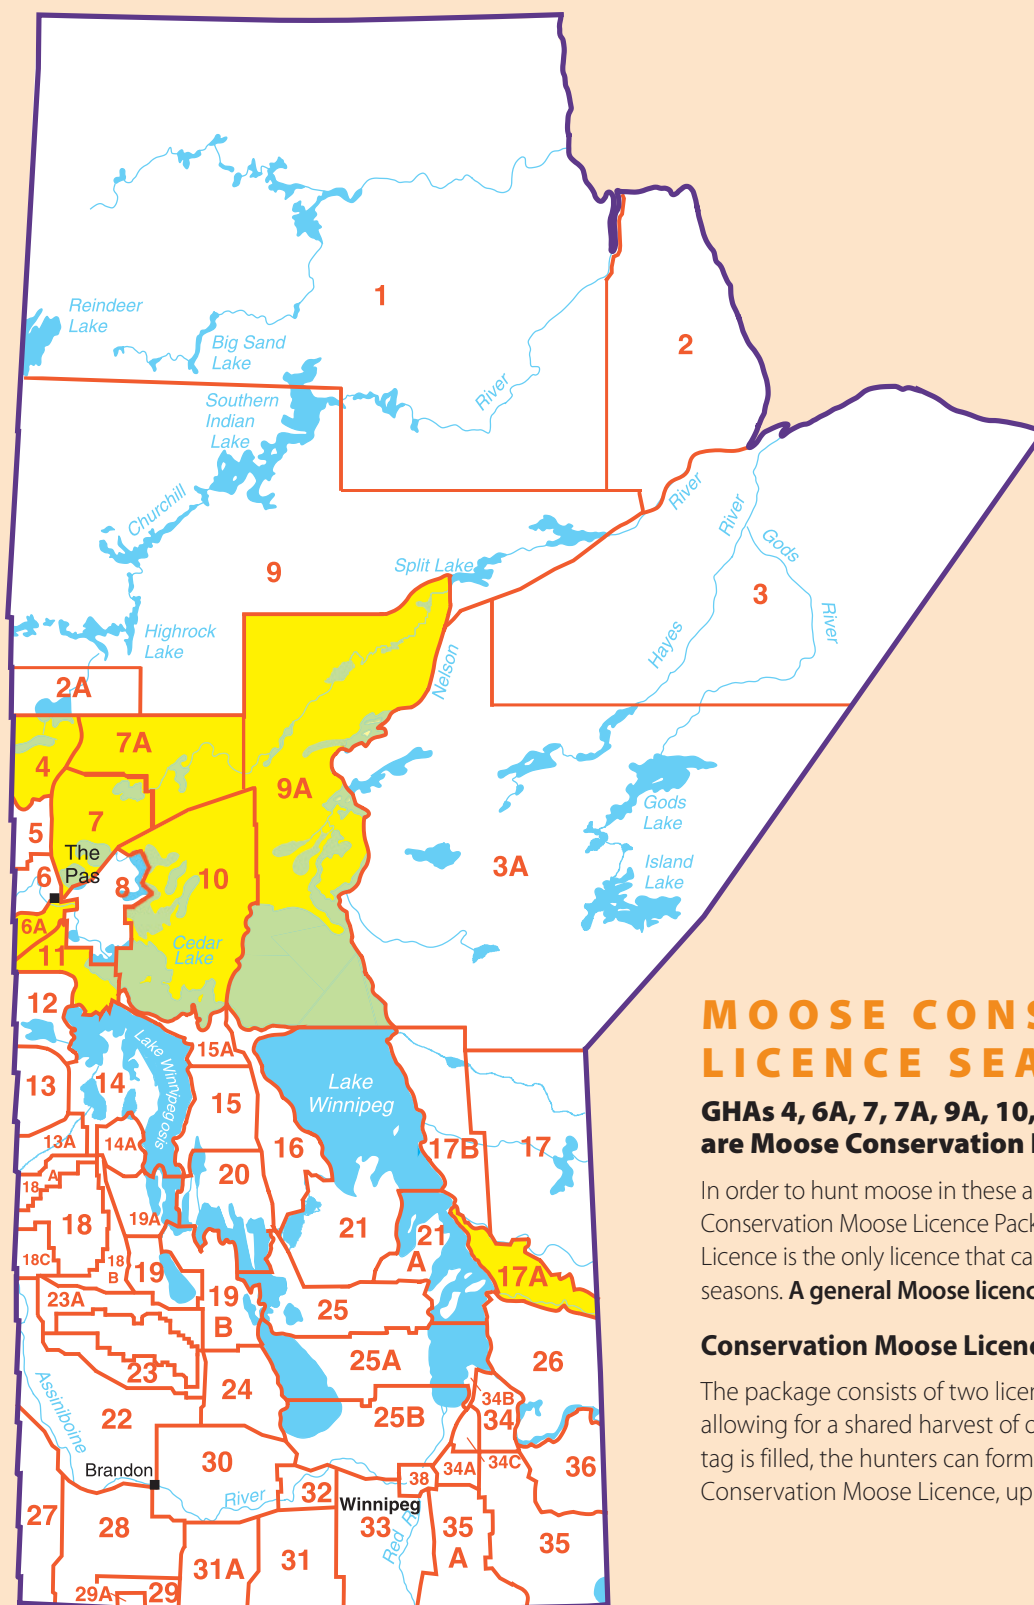 1
2
Reindeer
Lake
Big Sand
Lake
River
Southern
Indian
Lake
Churchill
River
River
Gods
River
Split Lake
9
3
Highrock
Lake
Hayes
Nelson
2A
7A
4
9A
7
5
Gods
Lake
The
Pas
6
8
10
3A
Island
Lake
6A
11
Cedar
Lake
12
15A
Lake Winnipegosis
13
14
15
Lake
Winnipeg
13A
14A
16
17B
17
18
A
20
18
19A
21
21
A
18C
18
B
19
17A
23A
19
B
25
23
25A
26
24
34B
22
25B
34
Assiniboine
Brandon
30
38
34A
34C
36
River
32
Winnipeg
27
28
33
Red R
35
A
35
31A
31
29A
29
MOOSE CONS
LICENCE SEA
GHAs 4, 6A, 7, 7A, 9A, 10,
are Moose Conservation
In order to hunt moose in these a
Conservation Moose Licence Pack
Licence is the only licence that ca
seasons. A general Moose licenc
Conservation Moose Licenc
The package consists of two licen
allowing for a shared harvest of
tag is filled, the hunters can form
Conservation Moose Licence, up